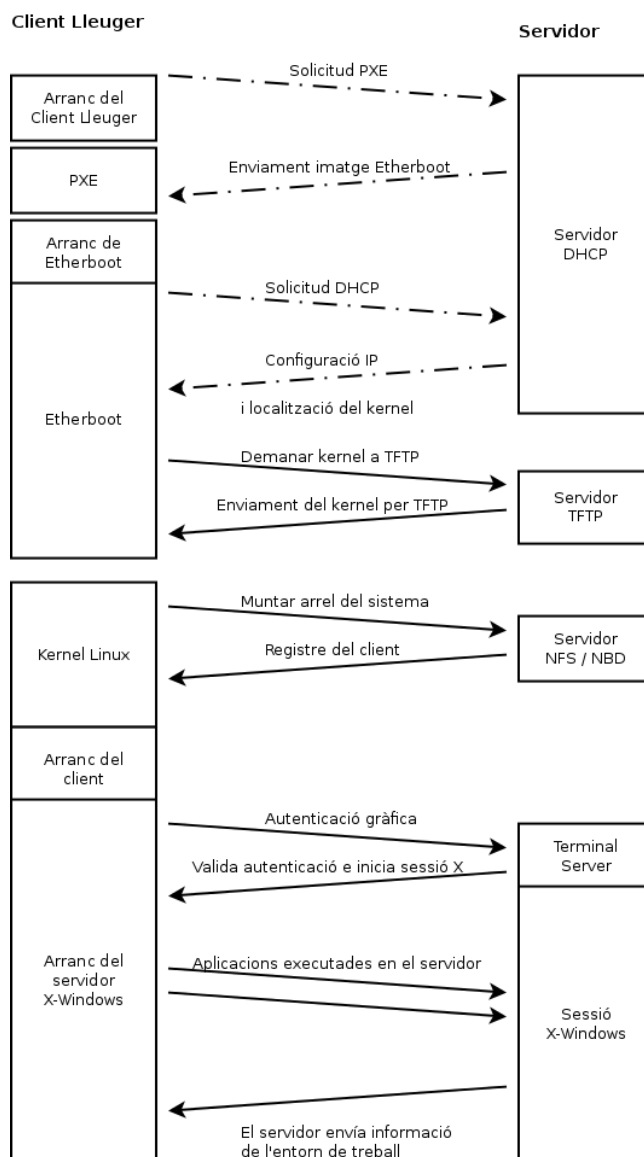 Client Lleuger
Servidor
Solicitud PXE
Arranc del
Client Lleuger
Enviament imatge Etherboot
PXE
Servidor
DHCP
Arranc de
Etherboot
Solicitud DHCP
Configuració IP
i localització del kernel
Etherboot
Demanar kernel a TFTP
Enviament del kernel per TFTP
Servidor
TFTP
Muntar arrel del sistema
Registre del client
Kernel Linux
Servidor
NFS / NBD
Arranc del
client
Autenticació gràfica
Valida autenticació e inicia sessió X
Terminal
Server
Aplicacions executades en el servidor
Arranc del
servidor
X-Windows
Sessió
X-Windows
El servidor envía informació
de l'entorn de treball